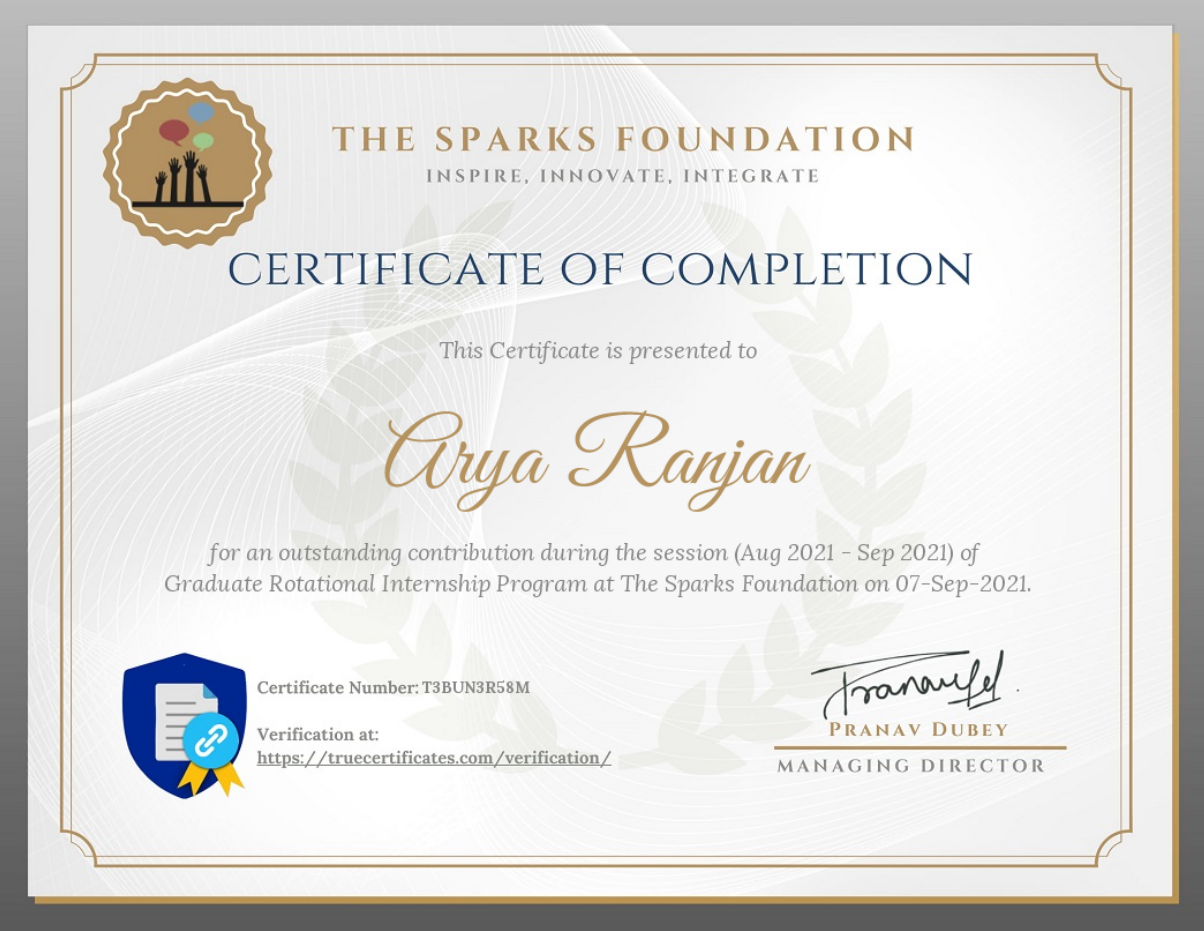 THE SPARKS FOUNDATION
INSPIRE, INNOVATE, INTEGRATE
CERTIFICATE OF COMPLETION
This Certificate is presented to
Arya Ranjan
for an outstanding contribution during the session (Aug 2021 - Sep 2021) of
Graduate Rotational Internship Program at The Sparks Foundation on 07-Sep-2021.
Certificate Number: T3BUN3R58M
Verification at:
https://truecertificates.com/verification/
PRANAV DUBEY
MANAGING DIRECTOR